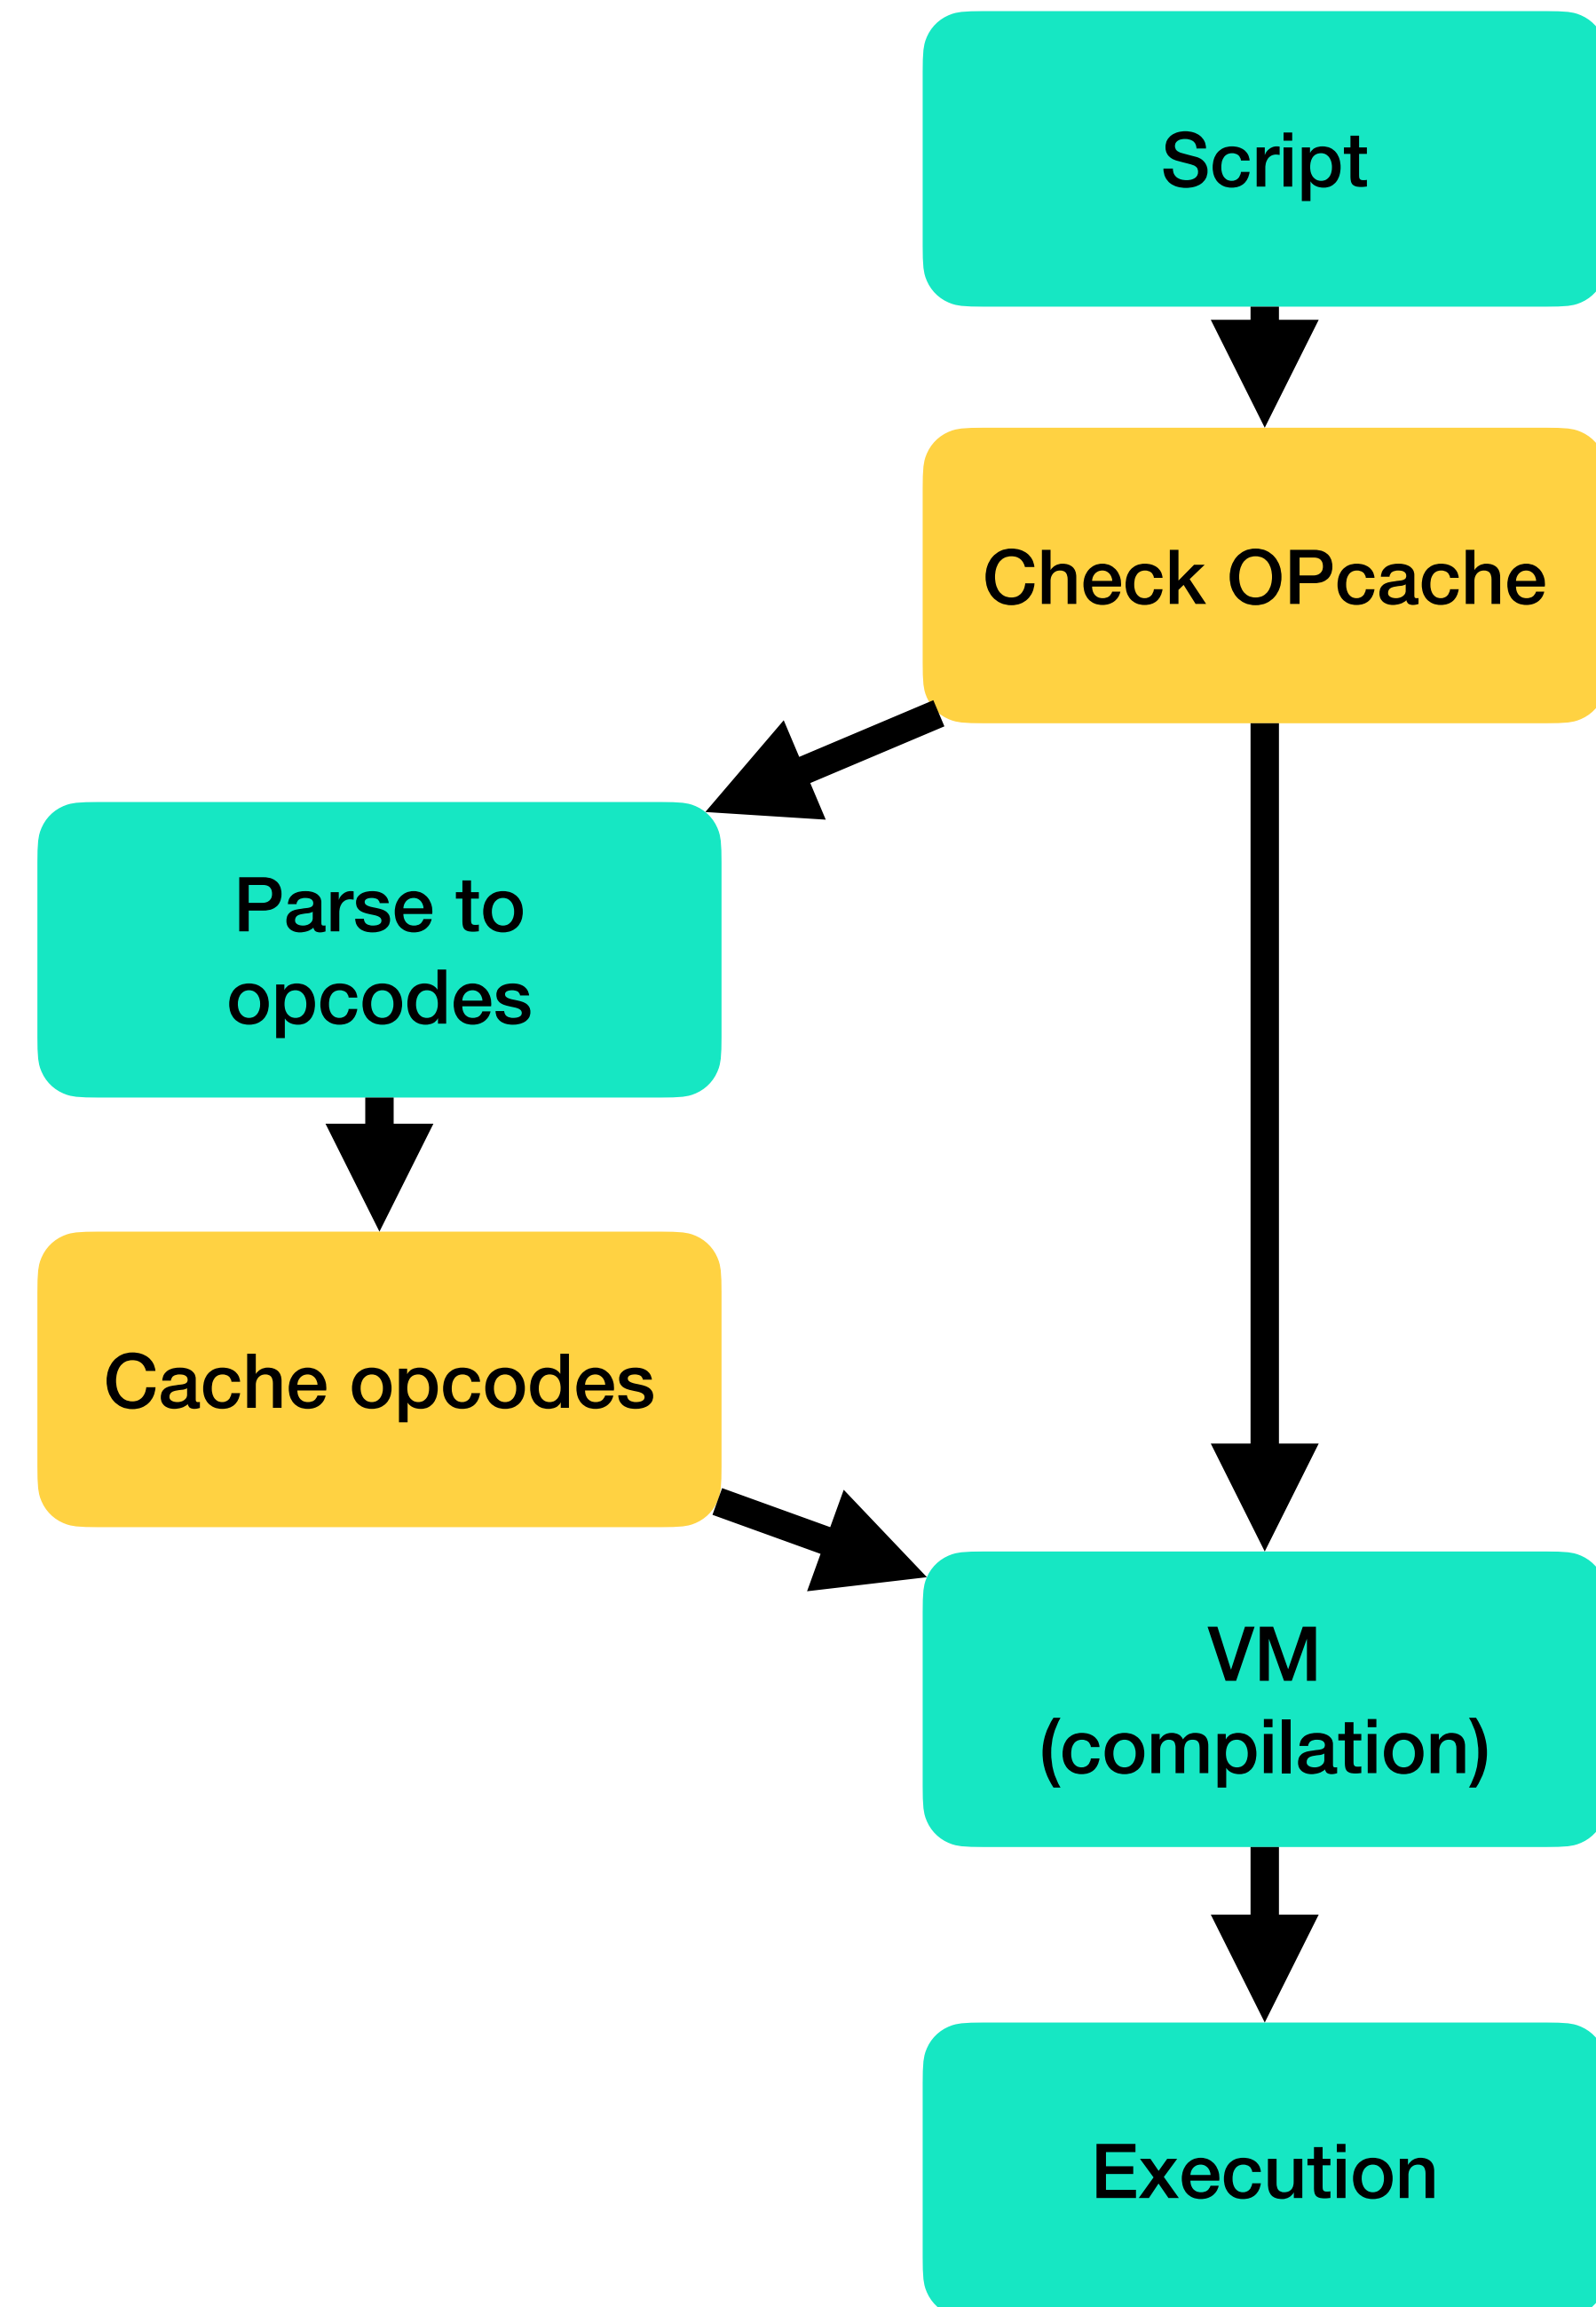 Script
Check OPcache
Parse to
opcodes
Cache opcodes
VM
(compilation)
Execution